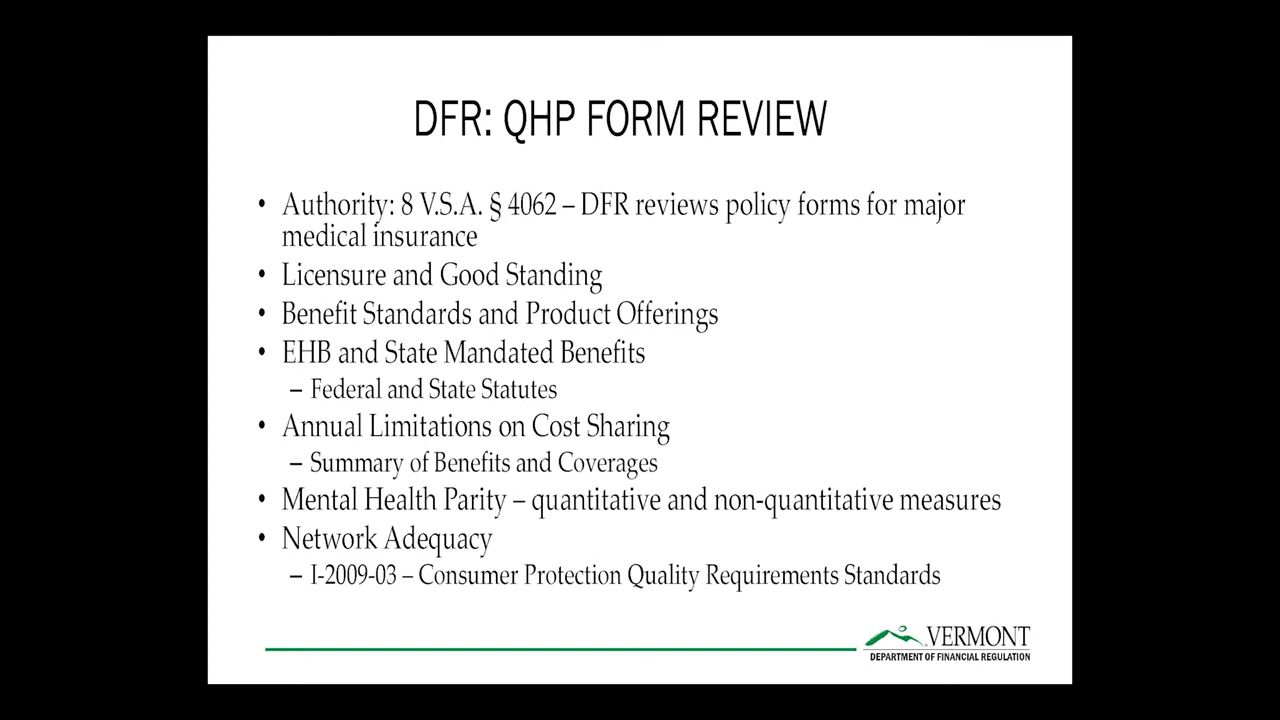 DFR: QHP FORM REVIEW
• Authority: 8 V.S.A. § 4062 – DFR reviews policy forms for major
medical insurance
• Licensure and Good Standing
• Benefit Standards and Product Offerings
• EHB and State Mandated Benefits
– Federal and State Statutes
• Annual Limitations on Cost Sharing
– Summary of Benefits and Coverages
• Mental Health Parity – quantitative and non-quantitative measures
• Network Adequacy
– I-2009-03 – Consumer Protection Quality Requirements Standards
VERMONT
DEPARTMENT OF FINANCIAL REGULATION